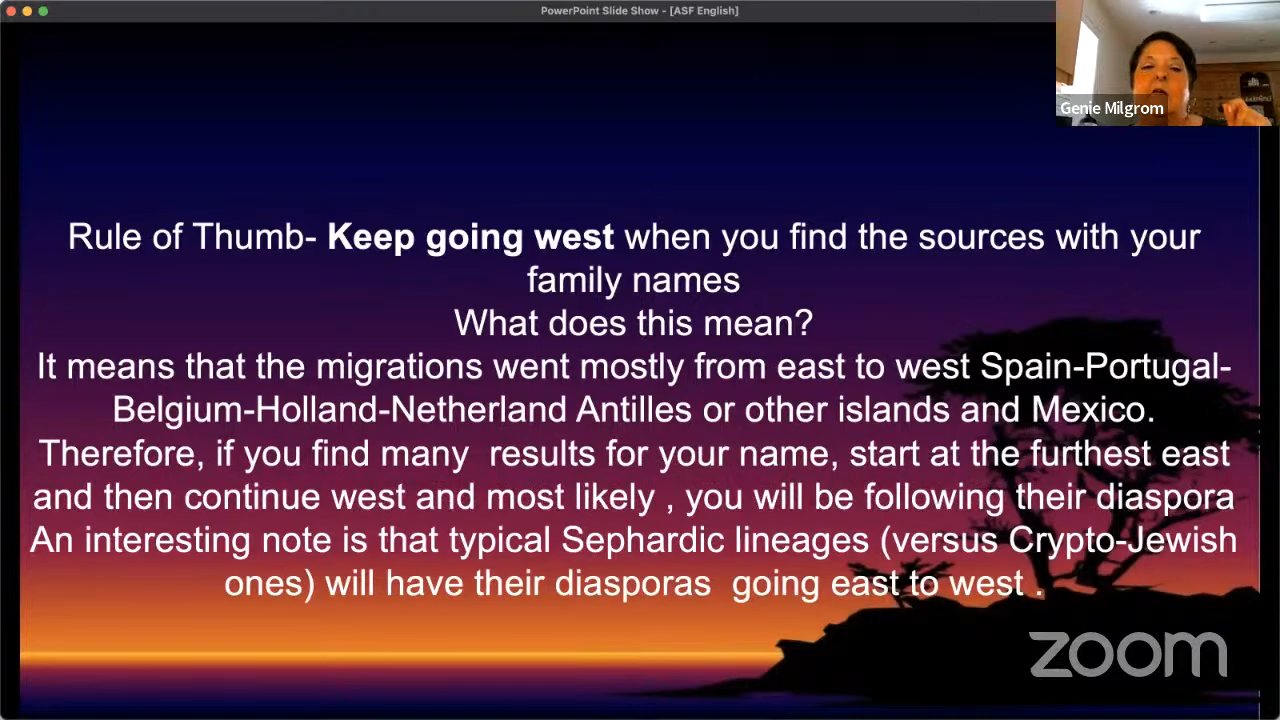 PowerPoint Slide Show - [ASF English]
Genie Milgrom
Rule of Thumb- Keep going west when you find the sources with your
family names
What does this mean?
It means that the migrations went mostly from east to west Spain-Portugal-
Belgium-Holland-Netherland Antilles or other islands and Mexico.
Therefore, if you find many  results for your name, start at the furthest east
and then continue west and most likely , you will be following their diaspora
An interesting note is that typical Sephardic lineages (versus Crypto-Jewish
ones) will have their diasporas  going east to west .
zoom